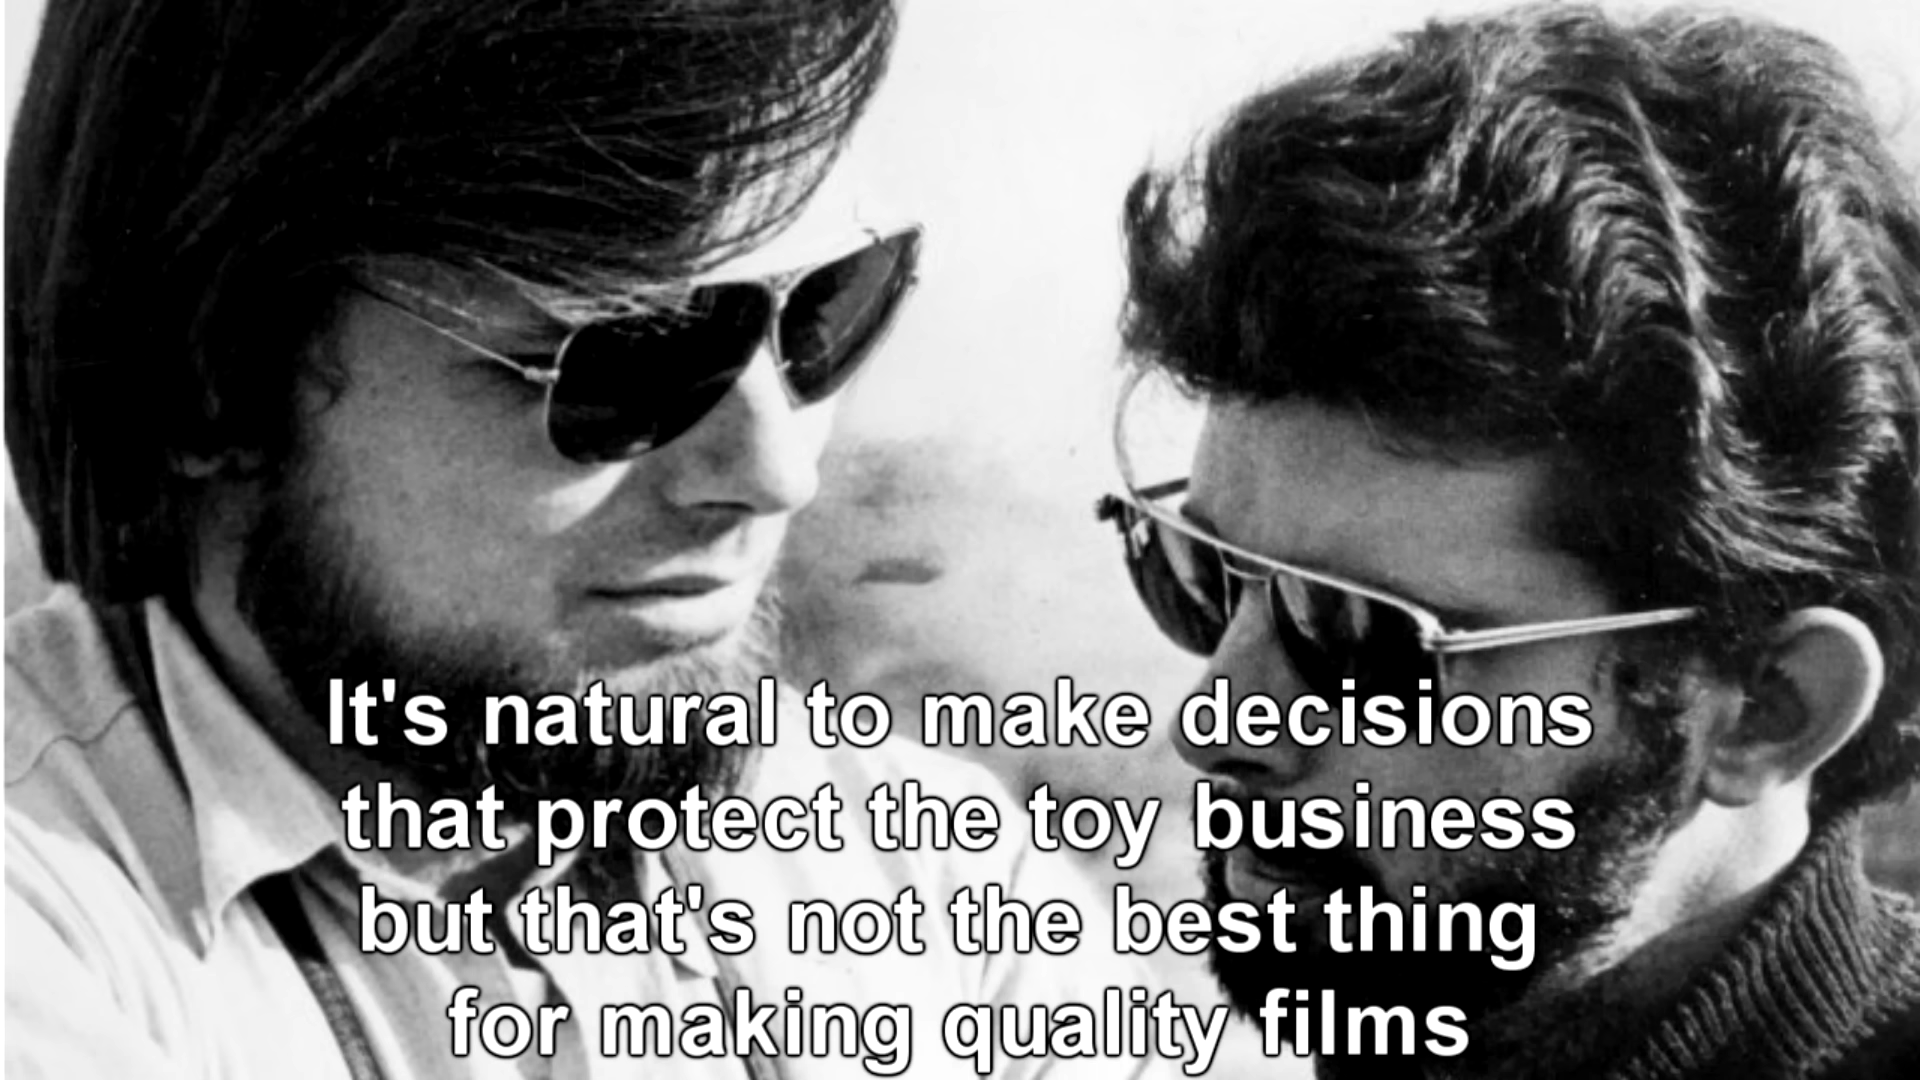 It's natural to make decisions
that protect the toy business
but that's not the best thing
for making quality films